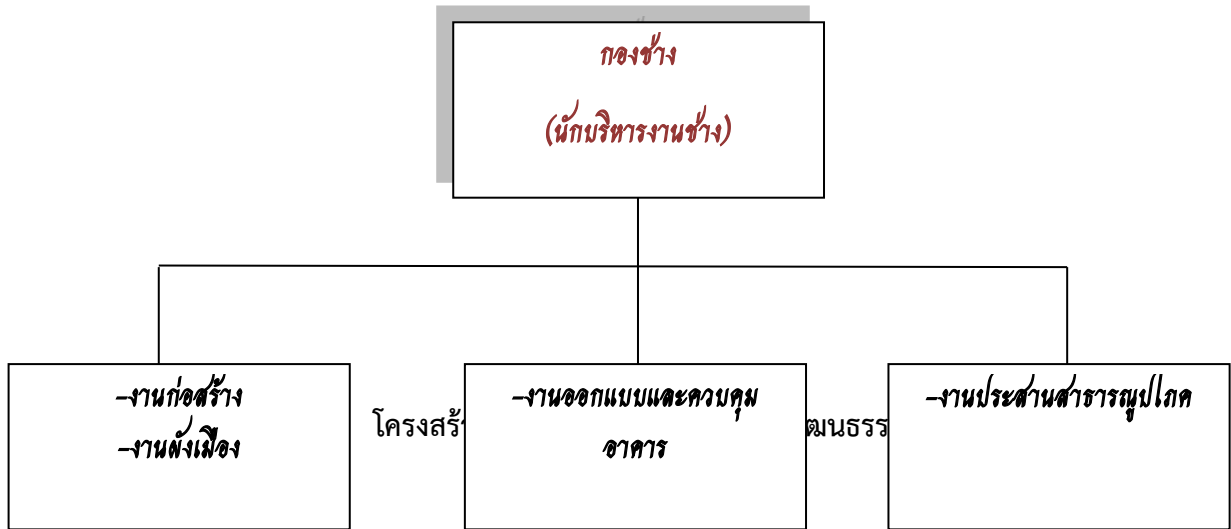 กองช่าง
(นักบริหารงานช่าง)
-งานก่อสร้าง
-งานผังเมือง
-งานออกแบบและควบคุม
อาคาร
-งานประสานสาธารณูปโภค